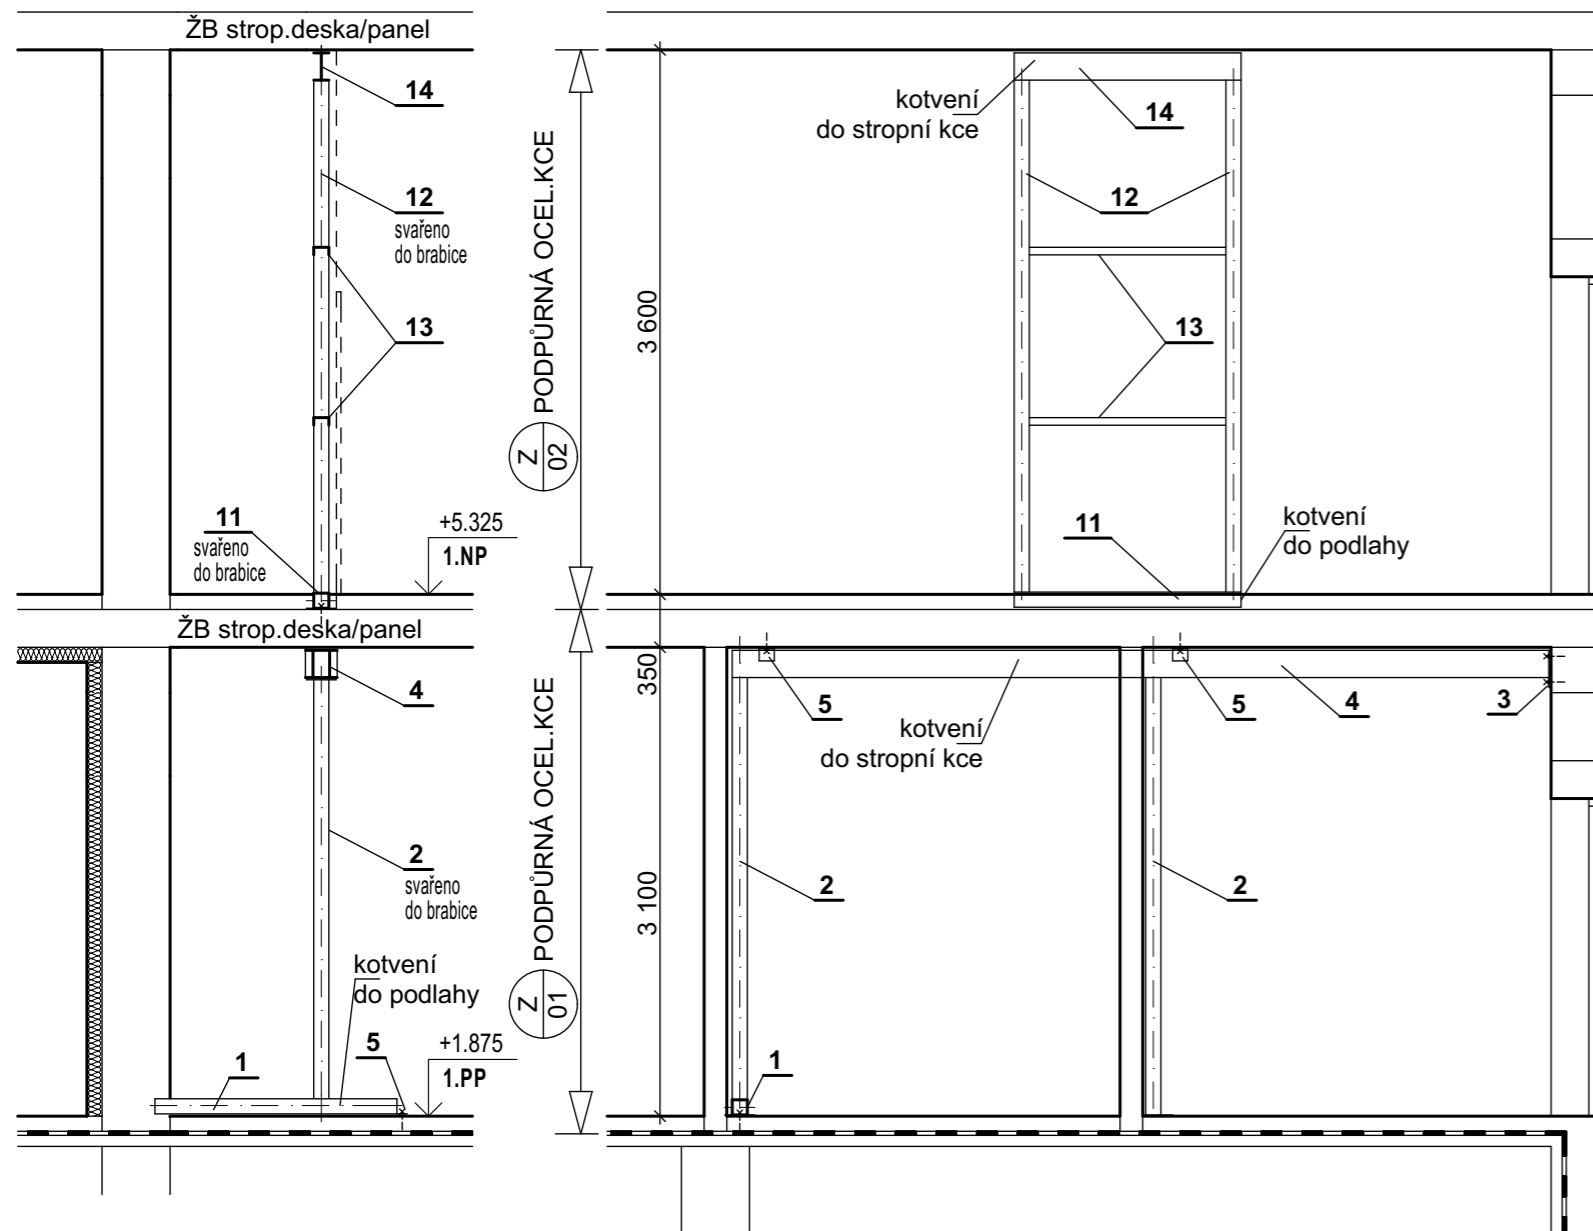 ŽB strop.deska/panel
14
12
svařeno
do brabice
13
11
svařeno
do brabice
+5.325
1.NP
ŽB strop.deska/panel
4
2
svařeno
do brabice
kotvení
do podlahy
1
5
+1.875
1.PP
PODPŮRNÁ OCEL.KCE
Z
02
PODPŮRNÁ OCEL.KCE
Z
01
3 600
350
3 100
kotvení
do stropní kce
14
12
13
11
kotvení
do podlahy
5
kotvení
do stropní kce
5
4
3
2
2
1